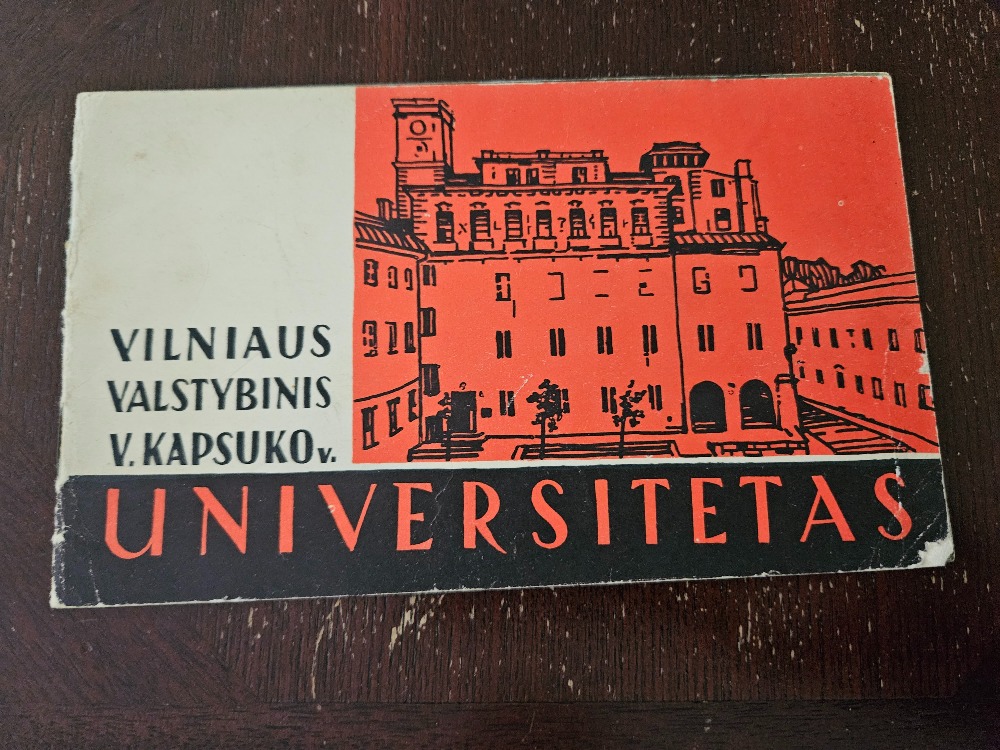 VILNIAUS
VALSTYBINIS
V. KAPSUKO v.
UNIVERSITETAS